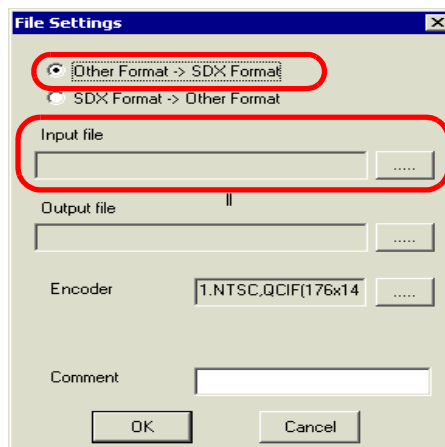 File Settings
Other Format -> SDX Format
SDX Format -> Other Format
Input file
.....
Output file
.....
Encoder
1.NTSC,QCIF(176x14
.....
Comment
OK
Cancel